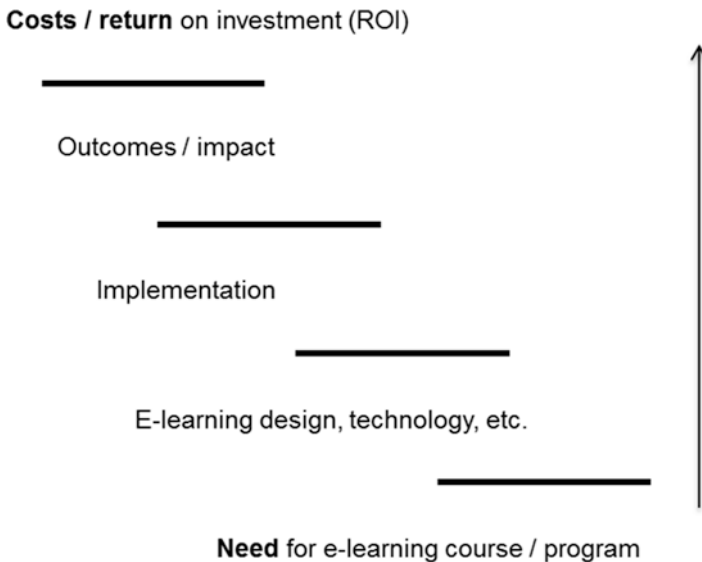 Costs / return on investment (ROI)
Outcomes / impact
Implementation
E-learning design, technology, etc.
Need for e-learning course / program